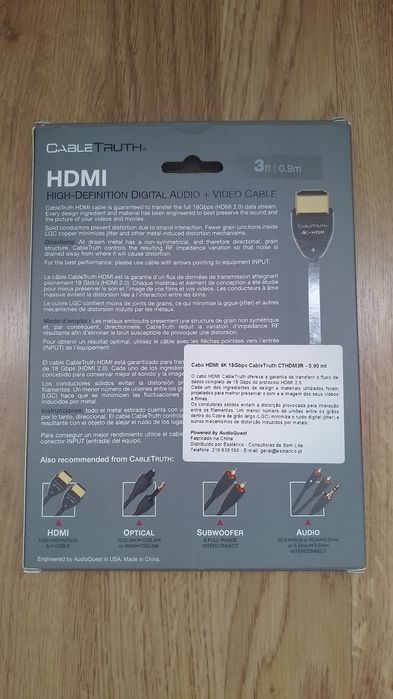 CABLETRUTH®
3ft | 0.9m
HDMI
HIGH-DEFINITION DIGITAL AUDIO + VIDEO CABLE
CableTruth HDMI cable is guaranteed to transfer the full 18Gbps (HDMI 2.0) data stream.
Every design ingredient and material has been engineered to best preserve the sound and
the picture of your videos and movies.
Solid conductors prevent distortion due to strand interaction. Fewer grain junctions inside
LGC copper minimizes jitter and other metal-induced distortion mechanisms.
Directions: All drawn metal has a non-symmetrical, and therefore directional, grain
structure. CableTruth controls the resulting RF impedance variation so that noise is
drained away from where it will cause distortion.
For the best performance, please use cable with arrows pointing to equipment INPUT.
Le câble CableTruth HDMI est la garantie d'un flux de données de transmission atteignant
pleinement 18 Gbit/s (HDMI 2.0). Chaque matériau et élément de conception a été étudié
pour mieux préserver le son et l'image de vos films et vos vidéos. Les conducteurs à âme
massive évitent la distorsion liée à l'interaction entre les brins.
Le cuivre LGC contient moins de joints de grains, ce qui minimise la gigue (jitter) et autres
mécanismes de distorsion induits par les métaux.
Mode d'emploi - Les métaux emboutis présentent une structure de grain non symétrique
et, par conséquent, directionnelle. CableTruth réduit la variation d'impédance RF
résultante afin d'éliminer le bruit susceptible de provoquer une distorsion.
Pour obtenir un résultat optimal, utilisez le câble avec les flèches pointées vers l'entrée
(INPUT) de l'équipement.
El cable CableTruth HDMI está garantizado para
de 18 Gbps (HDMI 2.0). Cada uno de los ingredien
concebido para conservar mejor el sonido y la imag
Los conductores sólidos evitan la distorsión
filamentos. Un menor número de uniones entre los gr
(LGC) hace que se minimicen las fluctuaciones
inducidos por metal.
Instrucciones: todo el metal estirado cuenta con
por lo tanto, direccional. El cable CableTruth control
resultante con el objeto de alejar el ruido de los luga
Para conseguir un mejor rendimiento utilice el cable
conector INPUT (entrada) del equipo.
CABLETRUTH
4K-HDR
Cabo HDMI 4K 18Gbps CableTruth CTHDM3R - 0.90 mt
O cabo HDMI CableTruth oferece a garantia de transferir o fluxo de
dados completo de 18 Gbps do protocolo HDMI 2.0.
Cada um dos ingredientes de design e materiais utilizados foram
projetados para melhor preservar o som e a imagem dos seus vídeos
e filmes.
Os condutores sólidos evitam a distorção provocada pela interação
entre os filamentos. Um menor número de uniões entre os grãos
dentro do Cobre de grão largo (LGC) minimiza o ruído digital (jitter) e
outros mecanismos de distorção induzidos por metais.
Powered by AudioQuest
Fabricado na China
Distribuido por Esotérico - Consultores de Som Lda.
Telefone: 219 839 550 - E-mail: geral@esoterico.pt
Also recommended from CABLETRUTH:
HDMI
HIGH-DEFINITION
A/V CABLE
OPTICAL
TOSLINK↔TOSLINK
or MINI↔TOSLINK
SUBWOOFER
& FULL-RANGE
INTERCONNECT
AUDIO
RCA↔RCA or RCA↔3.5mm
or 3.5mm↔3.5mm
INTERCONNECT
Engineered by AudioQuest in USA. Made in China.